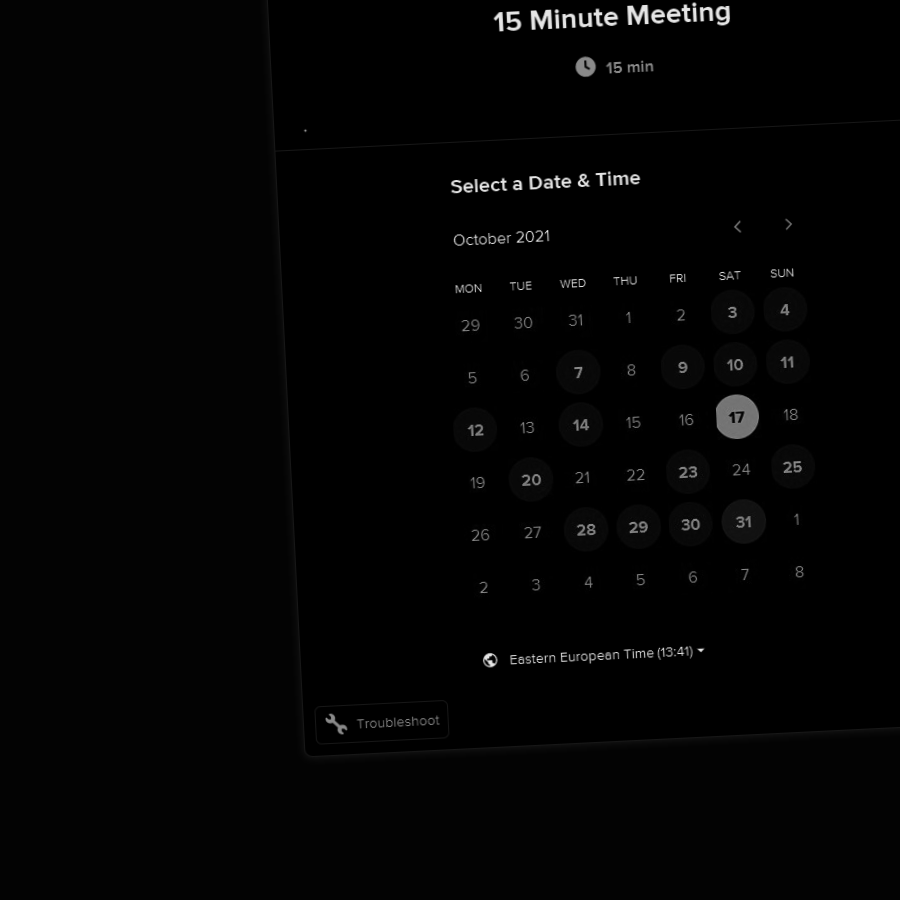 15 Minute Meeting
15 min
Select a Date & Time
October 2021
MON TUE WED THU FRI SAT SUN
29 30 31 1 2 3 4
5 6 7 8 9 10 11
12 13 14 15 16 17 18
19 20 21 22 23 24 25
26 27 28 29 30 31 1
2 3 4 5 6 7 8
Eastern European Time (13:41)
Troubleshoot